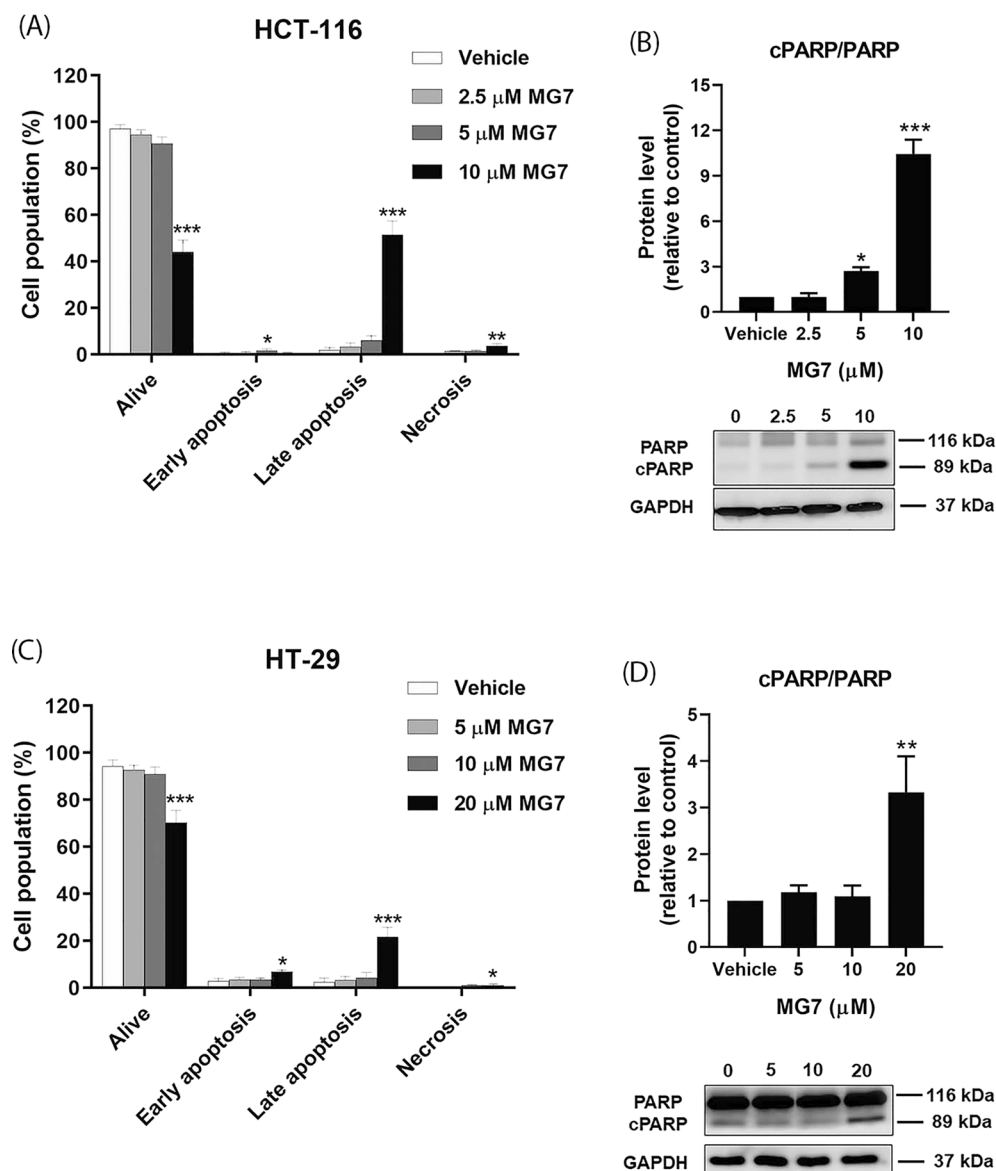 (A)
HCT-116
Vehicle
2.5 μM MG7
5 μM MG7
10 μM MG7
Cell population (%)
120
100
80
60
40
20
0
***
*
***
**
Alive
Early apoptosis
Late apoptosis
Necrosis
(B)
cPARP/PARP
Protein level
(relative to control)
15
12
9
6
3
0
*
***
Vehicle 2.5 5 10
MG7 (μM)
0 2.5 5 10
PARP
cPARP
GAPDH
116 kDa
89 kDa
37 kDa
(C)
HT-29
Vehicle
5 μM MG7
10 μM MG7
20 μM MG7
Cell population (%)
120
100
80
60
40
20
0
***
*
***
*
Alive
Early apoptosis
Late apoptosis
Necrosis
(D)
cPARP/PARP
Protein level
(relative to control)
5
4
3
2
1
0
**
Vehicle 5 10 20
MG7 (μM)
0 5 10 20
PARP
cPARP
GAPDH
116 kDa
89 kDa
37 kDa